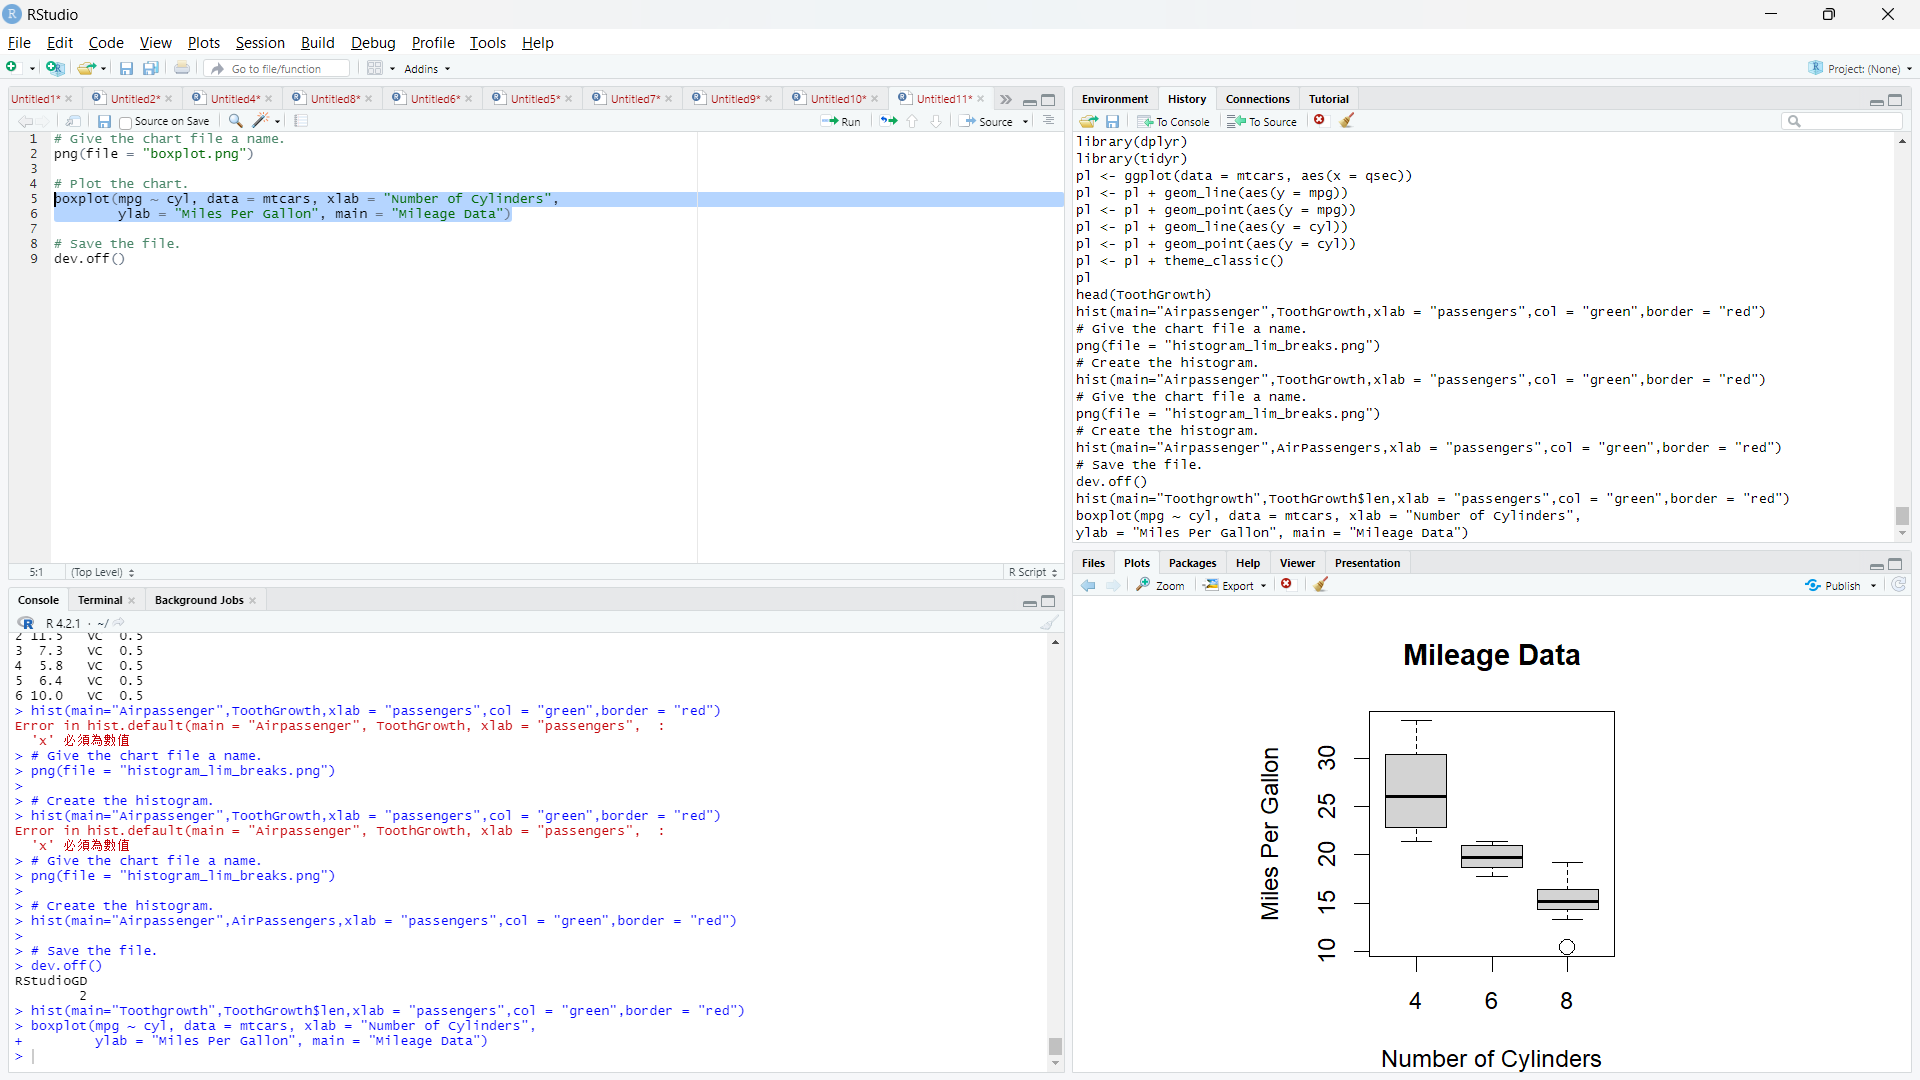 RStudio
File Edit Code View Plots Session Build Debug Profile Tools Help
Go to file/function Addins Project: (None)
Untitled1* Untitled2* Untitled4* Untitled8* Untitled6* Untitled5* Untitled7* Untitled9* Untitled10* Untitled11*
Source on Save Run Source
1 # Give the chart file a name.
2 png(file = "boxplot.png")
3
4 # Plot the chart.
5 boxplot(mpg ~ cyl, data = mtcars, xlab = "Number of Cylinders",
6 ylab = "Miles Per Gallon", main = "Mileage Data")
7
8 # Save the file.
9 dev.off()
5:1 (Top Level) R Script
Console Terminal Background Jobs
R 4.2.1 · ~/
2 11.5 VC 0.5
3 7.3 VC 0.5
4 5.8 VC 0.5
5 6.4 VC 0.5
6 10.0 VC 0.5
> hist(main="Airpassenger",ToothGrowth,xlab = "passengers",col = "green",border = "red")
Error in hist.default(main = "Airpassenger", ToothGrowth, xlab = "passengers", :
'x' 必須為數值
> # Give the chart file a name.
> png(file = "histogram_lim_breaks.png")
>
> # Create the histogram.
> hist(main="Airpassenger",ToothGrowth,xlab = "passengers",col = "green",border = "red")
Error in hist.default(main = "Airpassenger", ToothGrowth, xlab = "passengers", :
'x' 必須為數值
> # Give the chart file a name.
> png(file = "histogram_lim_breaks.png")
>
> # Create the histogram.
> hist(main="Airpassenger",AirPassengers,xlab = "passengers",col = "green",border = "red")
>
> # Save the file.
> dev.off()
RStudioGD
2
> hist(main="Toothgrowth",ToothGrowth$len,xlab = "passengers",col = "green",border = "red")
> boxplot(mpg ~ cyl, data = mtcars, xlab = "Number of Cylinders",
+ ylab = "Miles Per Gallon", main = "Mileage Data")
>
Environment History Connections Tutorial
To Console To Source
library(dplyr)
library(tidyr)
pl <- ggplot(data = mtcars, aes(x = qsec))
pl <- pl + geom_line(aes(y = mpg))
pl <- pl + geom_point(aes(y = mpg))
pl <- pl + geom_line(aes(y = cyl))
pl <- pl + geom_point(aes(y = cyl))
pl <- pl + theme_classic()
pl
head(ToothGrowth)
hist(main="Airpassenger",ToothGrowth,xlab = "passengers",col = "green",border = "red")
# Give the chart file a name.
png(file = "histogram_lim_breaks.png")
# Create the histogram.
hist(main="Airpassenger",ToothGrowth,xlab = "passengers",col = "green",border = "red")
# Give the chart file a name.
png(file = "histogram_lim_breaks.png")
# Create the histogram.
hist(main="Airpassenger",AirPassengers,xlab = "passengers",col = "green",border = "red")
# Save the file.
dev.off()
hist(main="Toothgrowth",ToothGrowth$len,xlab = "passengers",col = "green",border = "red")
boxplot(mpg ~ cyl, data = mtcars, xlab = "Number of Cylinders",
ylab = "Miles Per Gallon", main = "Mileage Data")
Files Plots Packages Help Viewer Presentation
Zoom Export Publish
Mileage Data
Miles Per Gallon
30
25
20
15
10
4 6 8
Number of Cylinders